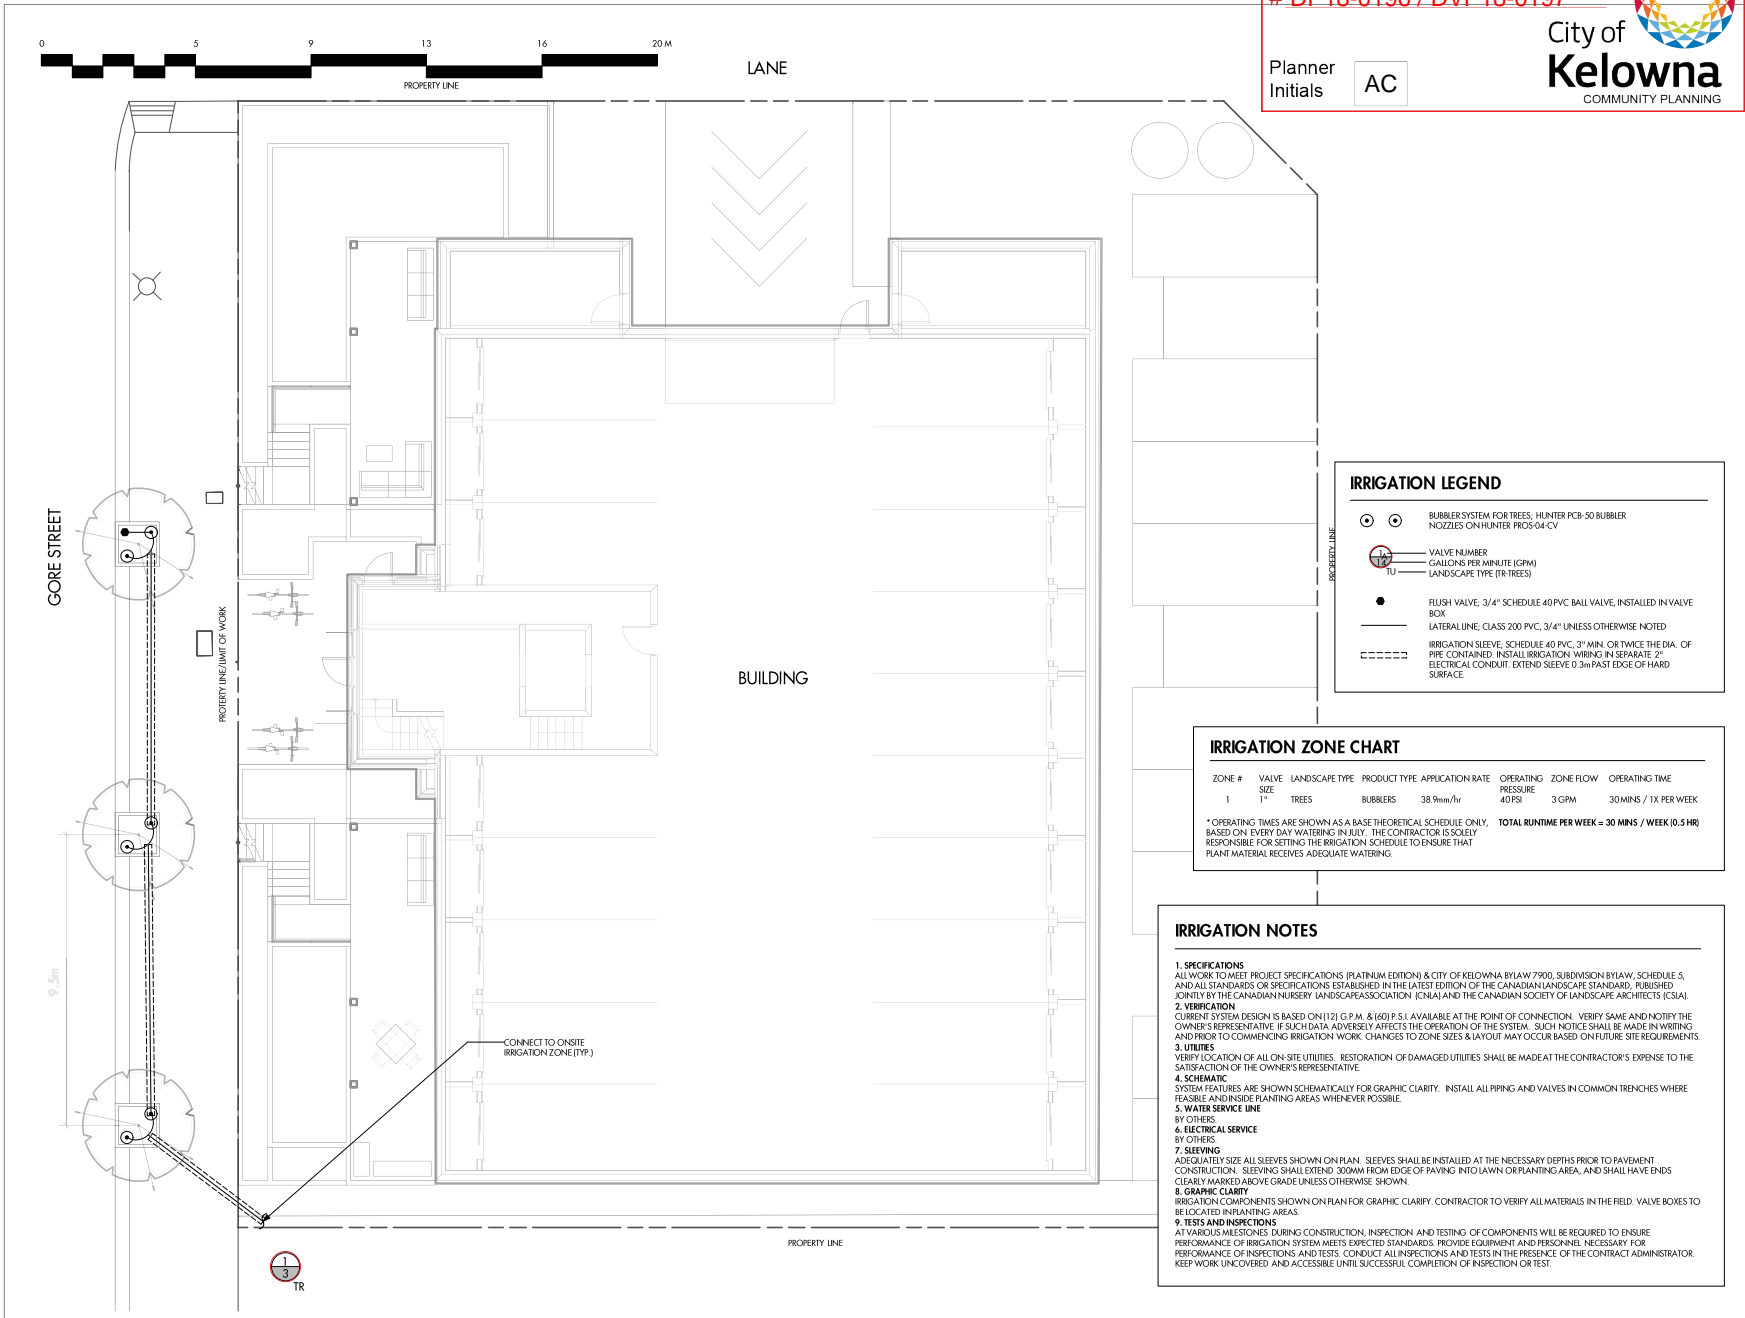 # DP18-0196 / DVP18-0197
City of
Kelowna
COMMUNITY PLANNING
Planner
Initials
AC
0 5 9 13 16 20 M
PROPERTY LINE
LANE
GORE STREET
PROTERTY LINE/LIMIT OF WORK
BUILDING
PROPERTY LINE
9.5m
CONNECT TO ONSITE
IRRIGATION ZONE (TYP.)
PROPERTY LINE
1
3
TR
IRRIGATION LEGEND
BUBBLER SYSTEM FOR TREES; HUNTER PCB-50 BUBBLER
NOZZLES ON HUNTER PROS-04-CV
1A
14
TU
VALVE NUMBER
GALLONS PER MINUTE (GPM)
LANDSCAPE TYPE (TR-TREES)
FLUSH VALVE; 3/4" SCHEDULE 40 PVC BALL VALVE, INSTALLED IN VALVE
BOX
LATERAL LINE; CLASS 200 PVC, 3/4" UNLESS OTHERWISE NOTED
IRRIGATION SLEEVE; SCHEDULE 40 PVC, 3" MIN. OR TWICE THE DIA. OF
PIPE CONTAINED. INSTALL IRRIGATION WIRING IN SEPARATE 2"
ELECTRICAL CONDUIT. EXTEND SLEEVE 0.3m PAST EDGE OF HARD
SURFACE.
IRRIGATION ZONE CHART
ZONE # VALVE SIZE LANDSCAPE TYPE PRODUCT TYPE APPLICATION RATE OPERATING PRESSURE ZONE FLOW OPERATING TIME
1 1" TREES BUBBLERS 38.9mm/hr 40 PSI 3 GPM 30 MINS / 1X PER WEEK
* OPERATING TIMES ARE SHOWN AS A BASE THEORETICAL SCHEDULE ONLY,
BASED ON EVERY DAY WATERING IN JULY. THE CONTRACTOR IS SOLELY
RESPONSIBLE FOR SETTING THE IRRIGATION SCHEDULE TO ENSURE THAT
PLANT MATERIAL RECEIVES ADEQUATE WATERING.
TOTAL RUNTIME PER WEEK = 30 MINS / WEEK (0.5 HR)
IRRIGATION NOTES
1. SPECIFICATIONS
ALL WORK TO MEET PROJECT SPECIFICATIONS (PLATINUM EDITION) & CITY OF KELOWNA BYLAW 7900, SUBDIVISION BYLAW, SCHEDULE 5,
AND ALL STANDARDS OR SPECIFICATIONS ESTABLISHED IN THE LATEST EDITION OF THE CANADIAN LANDSCAPE STANDARD, PUBLISHED
JOINTLY BY THE CANADIAN NURSERY LANDSCAPEASSOCIATION (CNLA) AND THE CANADIAN SOCIETY OF LANDSCAPE ARCHITECTS (CSLA).
2. VERIFICATION
CURRENT SYSTEM DESIGN IS BASED ON (12) G.P.M. & (60) P.S.I. AVAILABLE AT THE POINT OF CONNECTION. VERIFY SAME AND NOTIFY THE
OWNER'S REPRESENTATIVE IF SUCH DATA ADVERSELY AFFECTS THE OPERATION OF THE SYSTEM. SUCH NOTICE SHALL BE MADE IN WRITING
AND PRIOR TO COMMENCING IRRIGATION WORK. CHANGES TO ZONE SIZES & LAYOUT MAY OCCUR BASED ON FUTURE SITE REQUIREMENTS.
3. UTILITIES
VERIFY LOCATION OF ALL ON-SITE UTILITIES. RESTORATION OF DAMAGED UTILITIES SHALL BE MADE AT THE CONTRACTOR'S EXPENSE TO THE
SATISFACTION OF THE OWNER'S REPRESENTATIVE.
4. SCHEMATIC
SYSTEM FEATURES ARE SHOWN SCHEMATICALLY FOR GRAPHIC CLARITY. INSTALL ALL PIPING AND VALVES IN COMMON TRENCHES WHERE
FEASIBLE AND INSIDE PLANTING AREAS WHENEVER POSSIBLE.
5. WATER SERVICE LINE
BY OTHERS.
6. ELECTRICAL SERVICE
BY OTHERS.
7. SLEEVING
ADEQUATELY SIZE ALL SLEEVES SHOWN ON PLAN. SLEEVES SHALL BE INSTALLED AT THE NECESSARY DEPTHS PRIOR TO PAVEMENT
CONSTRUCTION. SLEEVING SHALL EXTEND 300MM FROM EDGE OF PAVING INTO LAWN OR PLANTING AREA, AND SHALL HAVE ENDS
CLEARLY MARKED ABOVE GRADE UNLESS OTHERWISE SHOWN.
8. GRAPHIC CLARITY
IRRIGATION COMPONENTS SHOWN ON PLAN FOR GRAPHIC CLARIFY. CONTRACTOR TO VERIFY ALL MATERIALS IN THE FIELD. VALVE BOXES TO
BE LOCATED IN PLANTING AREAS.
9. TESTS AND INSPECTIONS
AT VARIOUS MILESTONES DURING CONSTRUCTION, INSPECTION AND TESTING OF COMPONENTS WILL BE REQUIRED TO ENSURE
PERFORMANCE OF IRRIGATION SYSTEM MEETS EXPECTED STANDARDS. PROVIDE EQUIPMENT AND PERSONNEL NECESSARY FOR
PERFORMANCE OF INSPECTIONS AND TESTS. CONDUCT ALL INSPECTIONS AND TESTS IN THE PRESENCE OF THE CONTRACT ADMINISTRATOR.
KEEP WORK UNCOVERED AND ACCESSIBLE UNTIL SUCCESSFUL COMPLETION OF INSPECTION OR TEST.